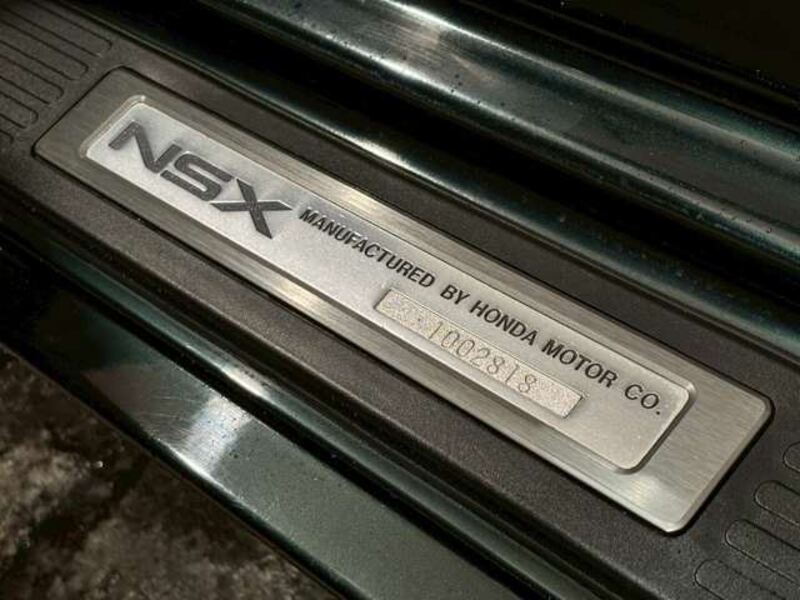 NSX MANUFACTURED BY HONDA MOTOR CO.
1002818